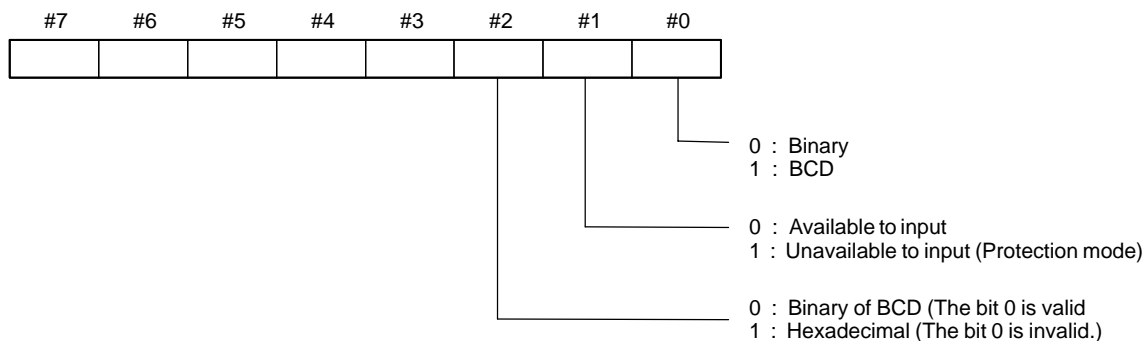 #7 #6 #5 #4 #3 #2 #1 #0
0 : Binary
1 : BCD
0 : Available to input
1 : Unavailable to input (Protection mode)
0 : Binary of BCD (The bit 0 is valid
1 : Hexadecimal (The bit 0 is invalid.)